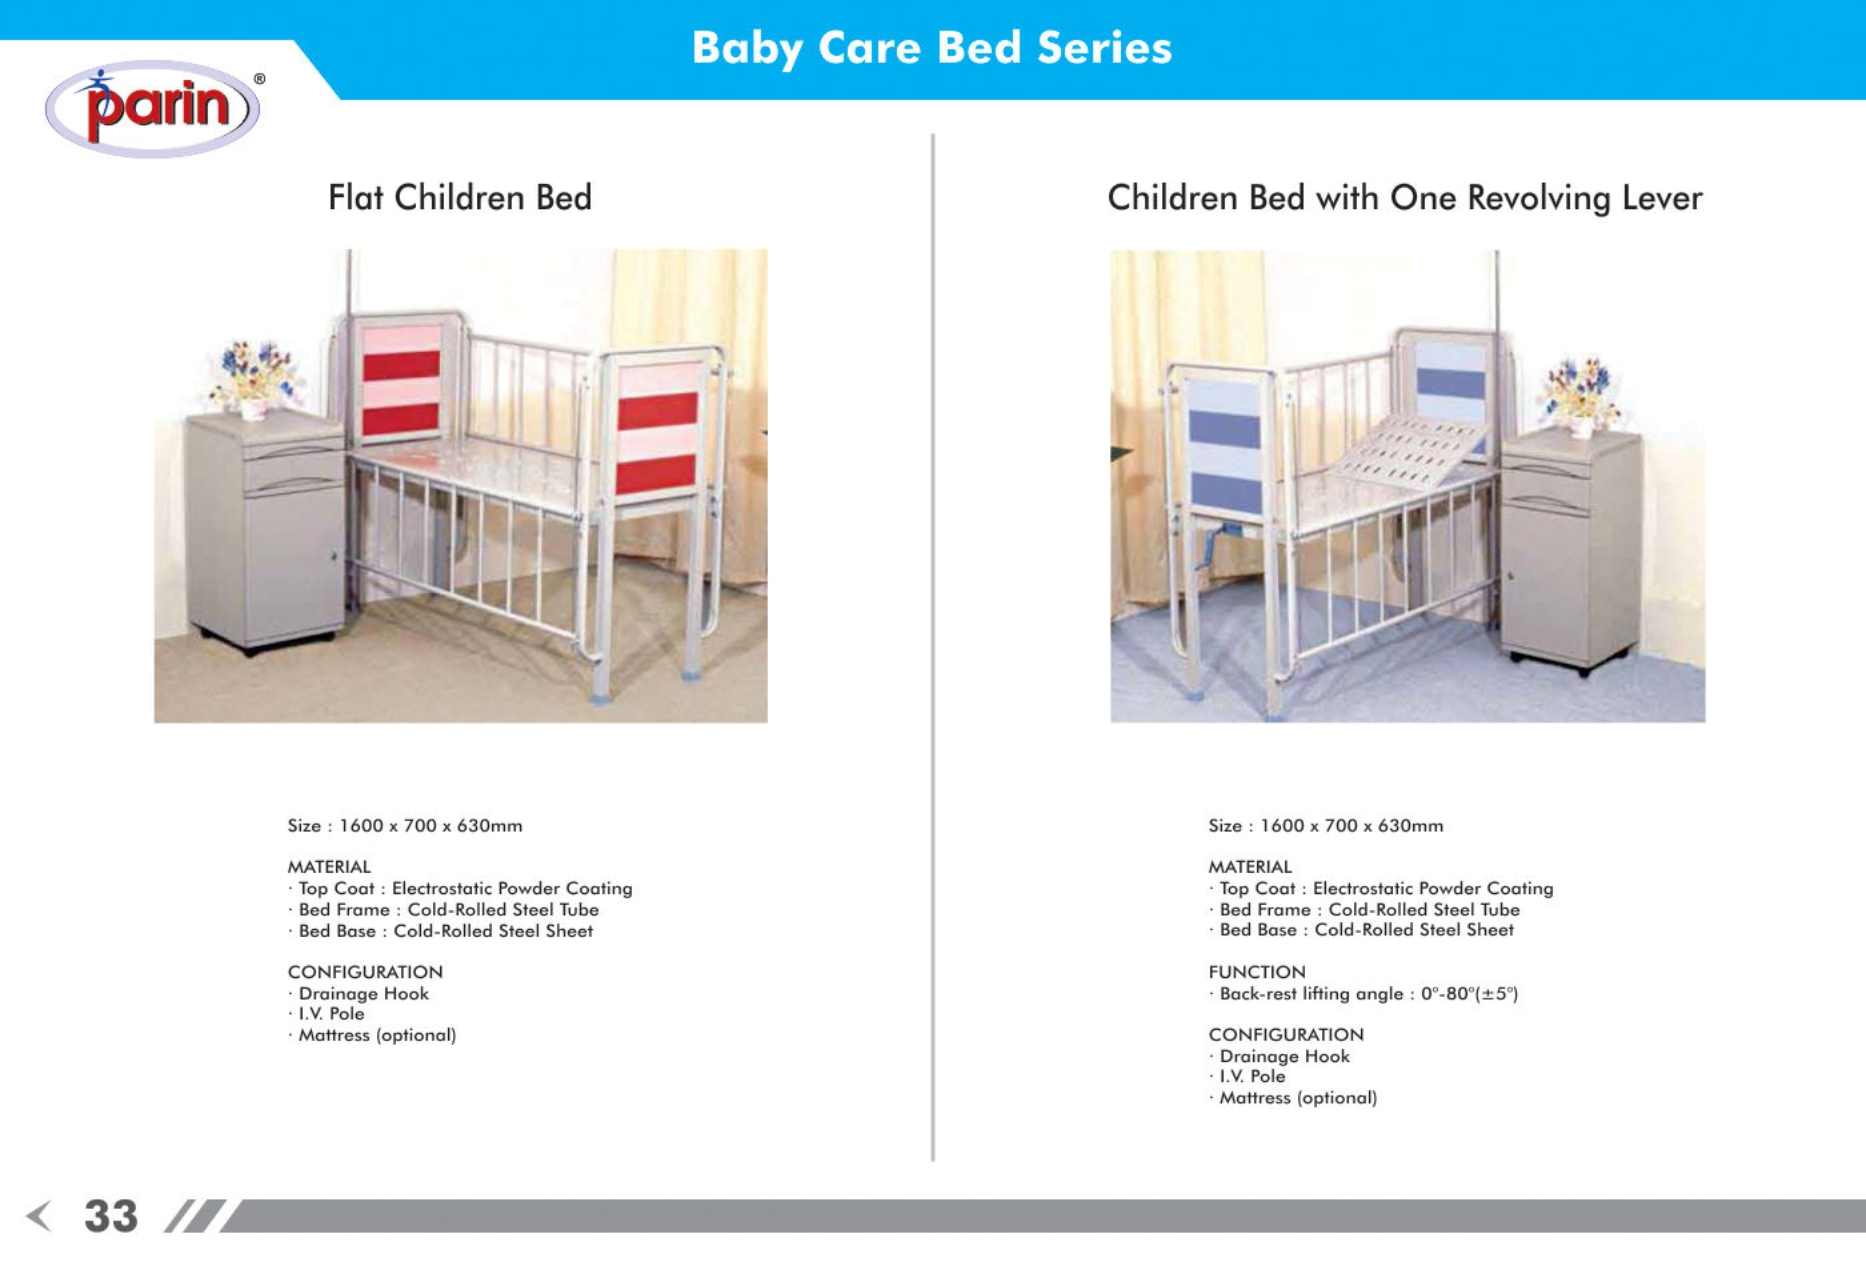 Baby Care Bed Series
parin®
Flat Children Bed
Size : 1600 x 700 x 630mm
MATERIAL
· Top Coat : Electrostatic Powder Coating
· Bed Frame : Cold-Rolled Steel Tube
· Bed Base : Cold-Rolled Steel Sheet
CONFIGURATION
· Drainage Hook
· I.V. Pole
· Mattress (optional)
Children Bed with One Revolving Lever
Size : 1600 x 700 x 630mm
MATERIAL
· Top Coat : Electrostatic Powder Coating
· Bed Frame : Cold-Rolled Steel Tube
· Bed Base : Cold-Rolled Steel Sheet
FUNCTION
· Back-rest lifting angle : 0°-80°(±5°)
CONFIGURATION
· Drainage Hook
· I.V. Pole
· Mattress (optional)
33